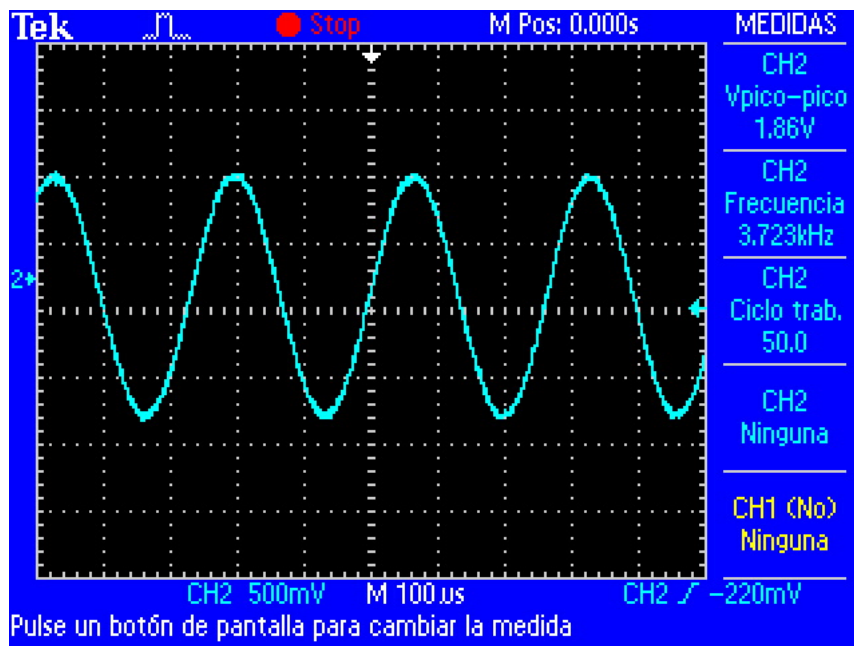 Tek Stop M Pos: 0.000s MEDIDAS
CH2
Vpico-pico
1.86V
CH2
Frecuencia
3.723kHz
2
CH2
Ciclo trab.
50.0
CH2
Ninguna
CH1 (No)
Ninguna
CH2 500mV M 100µs CH2 -220mV
Pulse un botón de pantalla para cambiar la medida